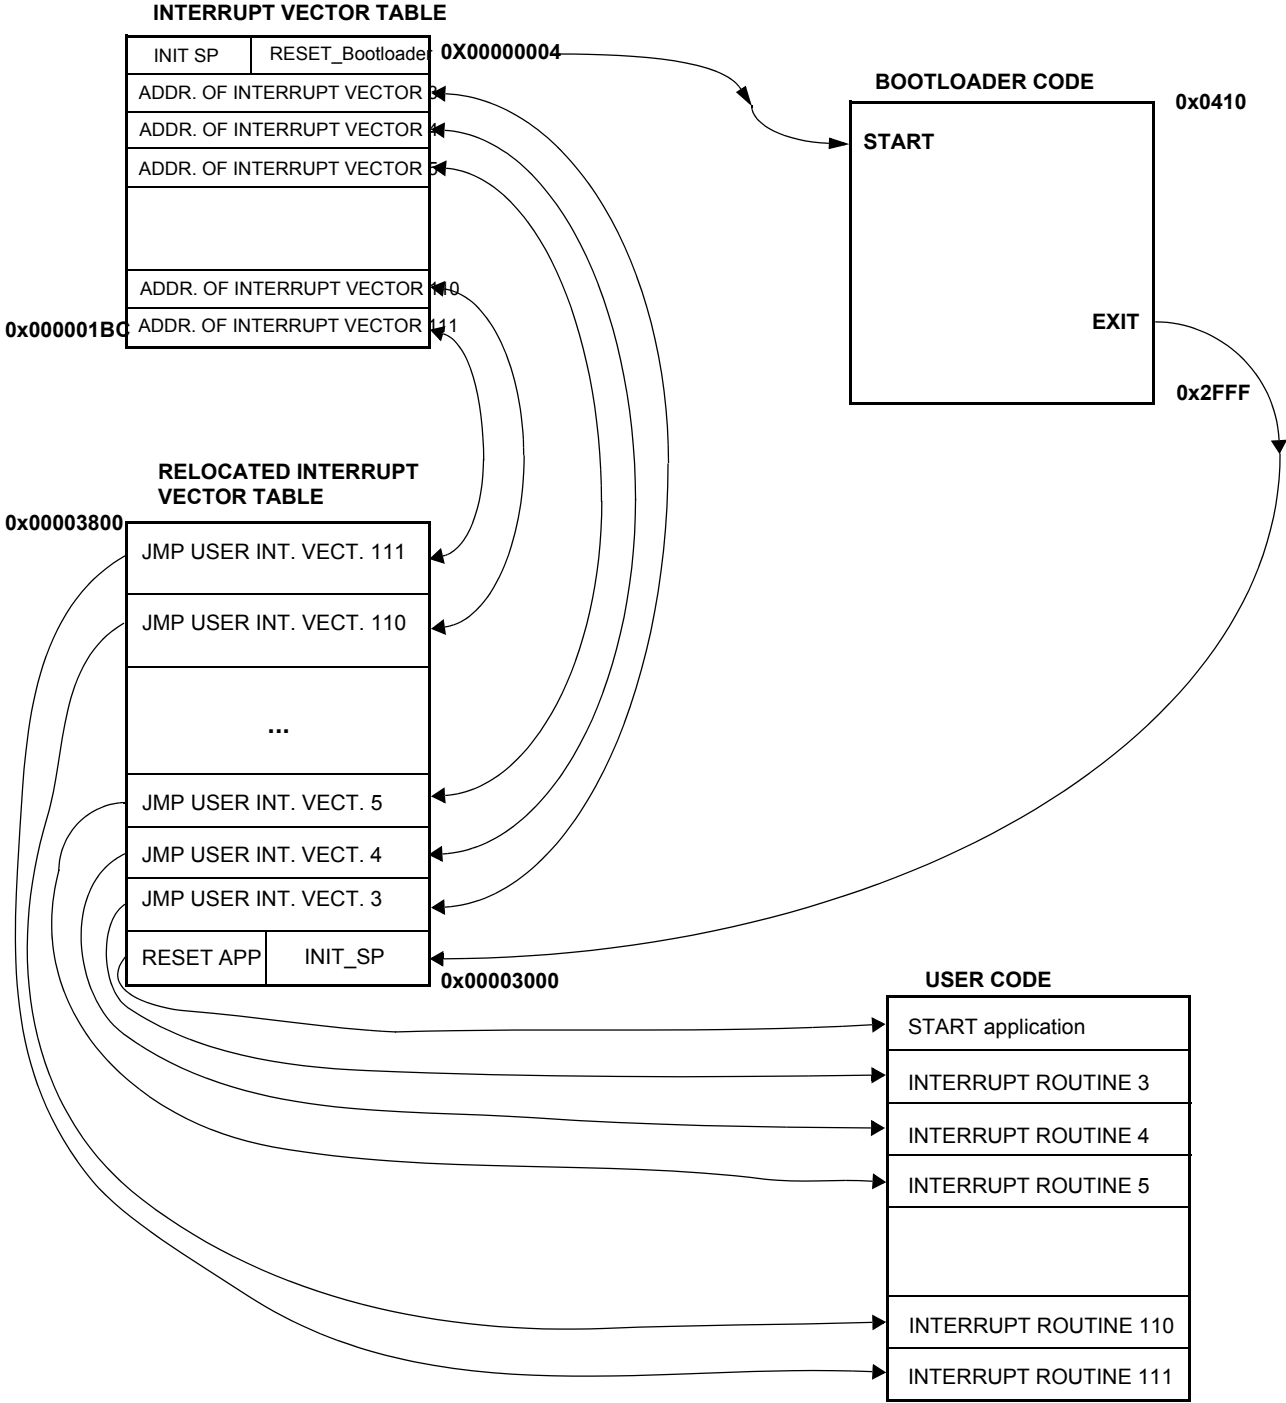 INTERRUPT VECTOR TABLE
INIT SP
RESET_Bootloader
0X00000004
ADDR. OF INTERRUPT VECTOR 3
ADDR. OF INTERRUPT VECTOR 4
ADDR. OF INTERRUPT VECTOR 5
ADDR. OF INTERRUPT VECTOR 110
0x000001BC
ADDR. OF INTERRUPT VECTOR 111
BOOTLOADER CODE
0x0410
START
EXIT
0x2FFF
RELOCATED INTERRUPT
VECTOR TABLE
0x00003800
JMP USER INT. VECT. 111
JMP USER INT. VECT. 110
...
JMP USER INT. VECT. 5
JMP USER INT. VECT. 4
JMP USER INT. VECT. 3
RESET APP
INIT_SP
0x00003000
USER CODE
START application
INTERRUPT ROUTINE 3
INTERRUPT ROUTINE 4
INTERRUPT ROUTINE 5
INTERRUPT ROUTINE 110
INTERRUPT ROUTINE 111